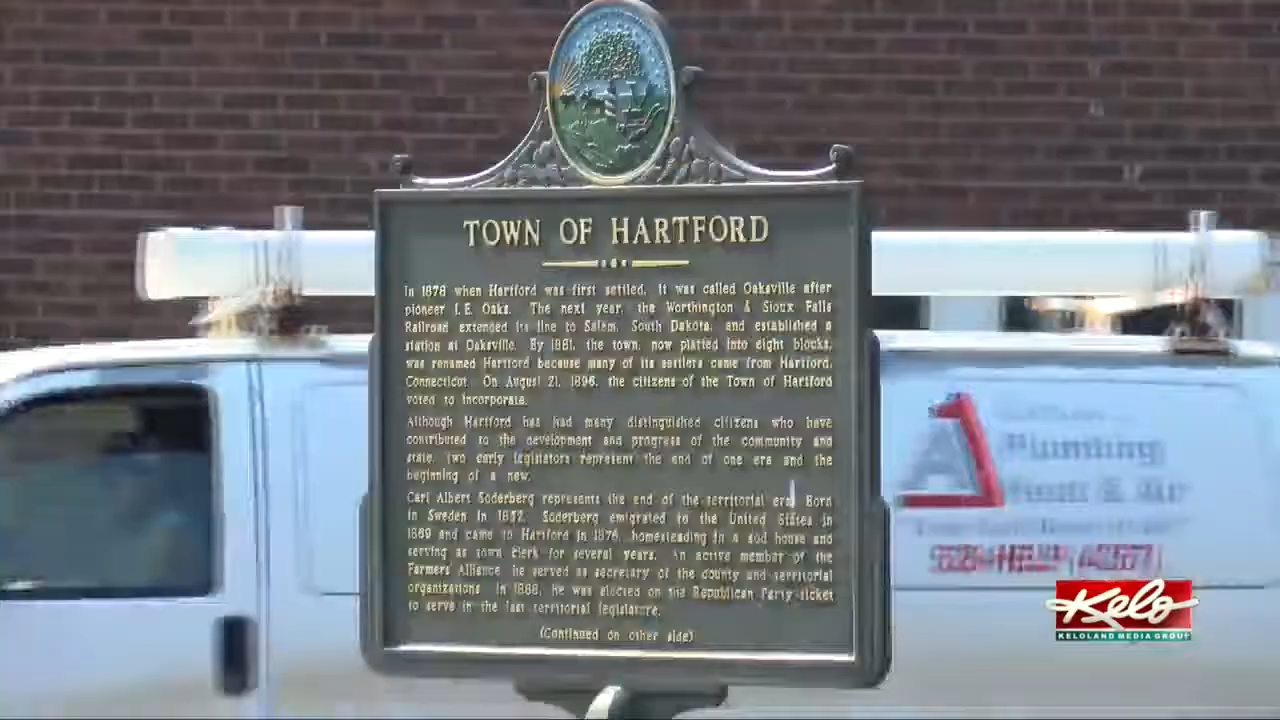 TOWN OF HARTFORD
In 1878 when Hartford was first settled, it was called Oaksville after
pioneer I.E. Oaks. The next year, the Worthington & Sioux Falls
Railroad extended its line to Salem, South Dakota, and established a
station at Oaksville. By 1881, the town, now platted into eight blocks,
was renamed Hartford because many of its settlers came from Hartford,
Connecticut. On August 21, 1896, the citizens of the Town of Hartford
voted to incorporate.
Although Hartford has had many distinguished citizens who have
contributed to the development and progress of the community and
state, two early legislators represent the end of one era and the
beginning of a new.
Carl Albert Soderberg represents the end of the territorial era. Born
in Sweden in Soderberg emigrated to the United States in
1869 and came to Hartford in homesteading in a sod house and
serving as town clerk for several years. An active member of the
Farmers Alliance, he served as secretary of the county and territorial
organizations. In he was elected on the Republican Party ticket
to serve in the last territorial legislature.
(Continued on other side)
A
Plumbing
Heat & Air
Kelo
KELOLAND MEDIA GROUP